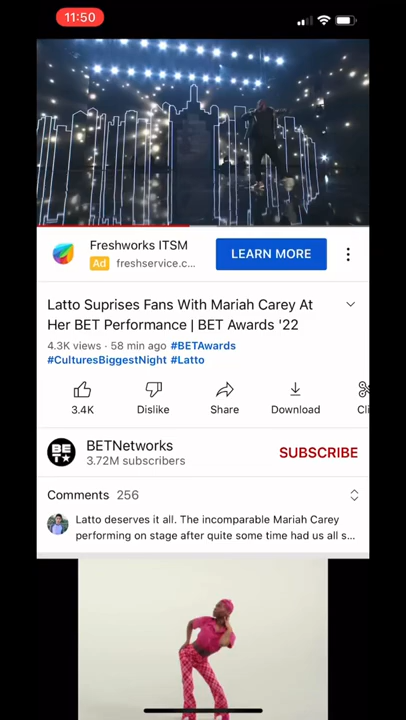 11:50
Freshworks ITSM
Ad freshservice.c...
LEARN MORE
Latto Suprises Fans With Mariah Carey At
Her BET Performance | BET Awards '22
4.3K views · 58 min ago #BETAwards
#CulturesBiggestNight #Latto
3.4K
Dislike
Share
Download
Cli
BET★
BETNetworks
3.72M subscribers
SUBSCRIBE
Comments 256
Latto deserves it all. The incomparable Mariah Carey
performing on stage after quite some time had us all s...